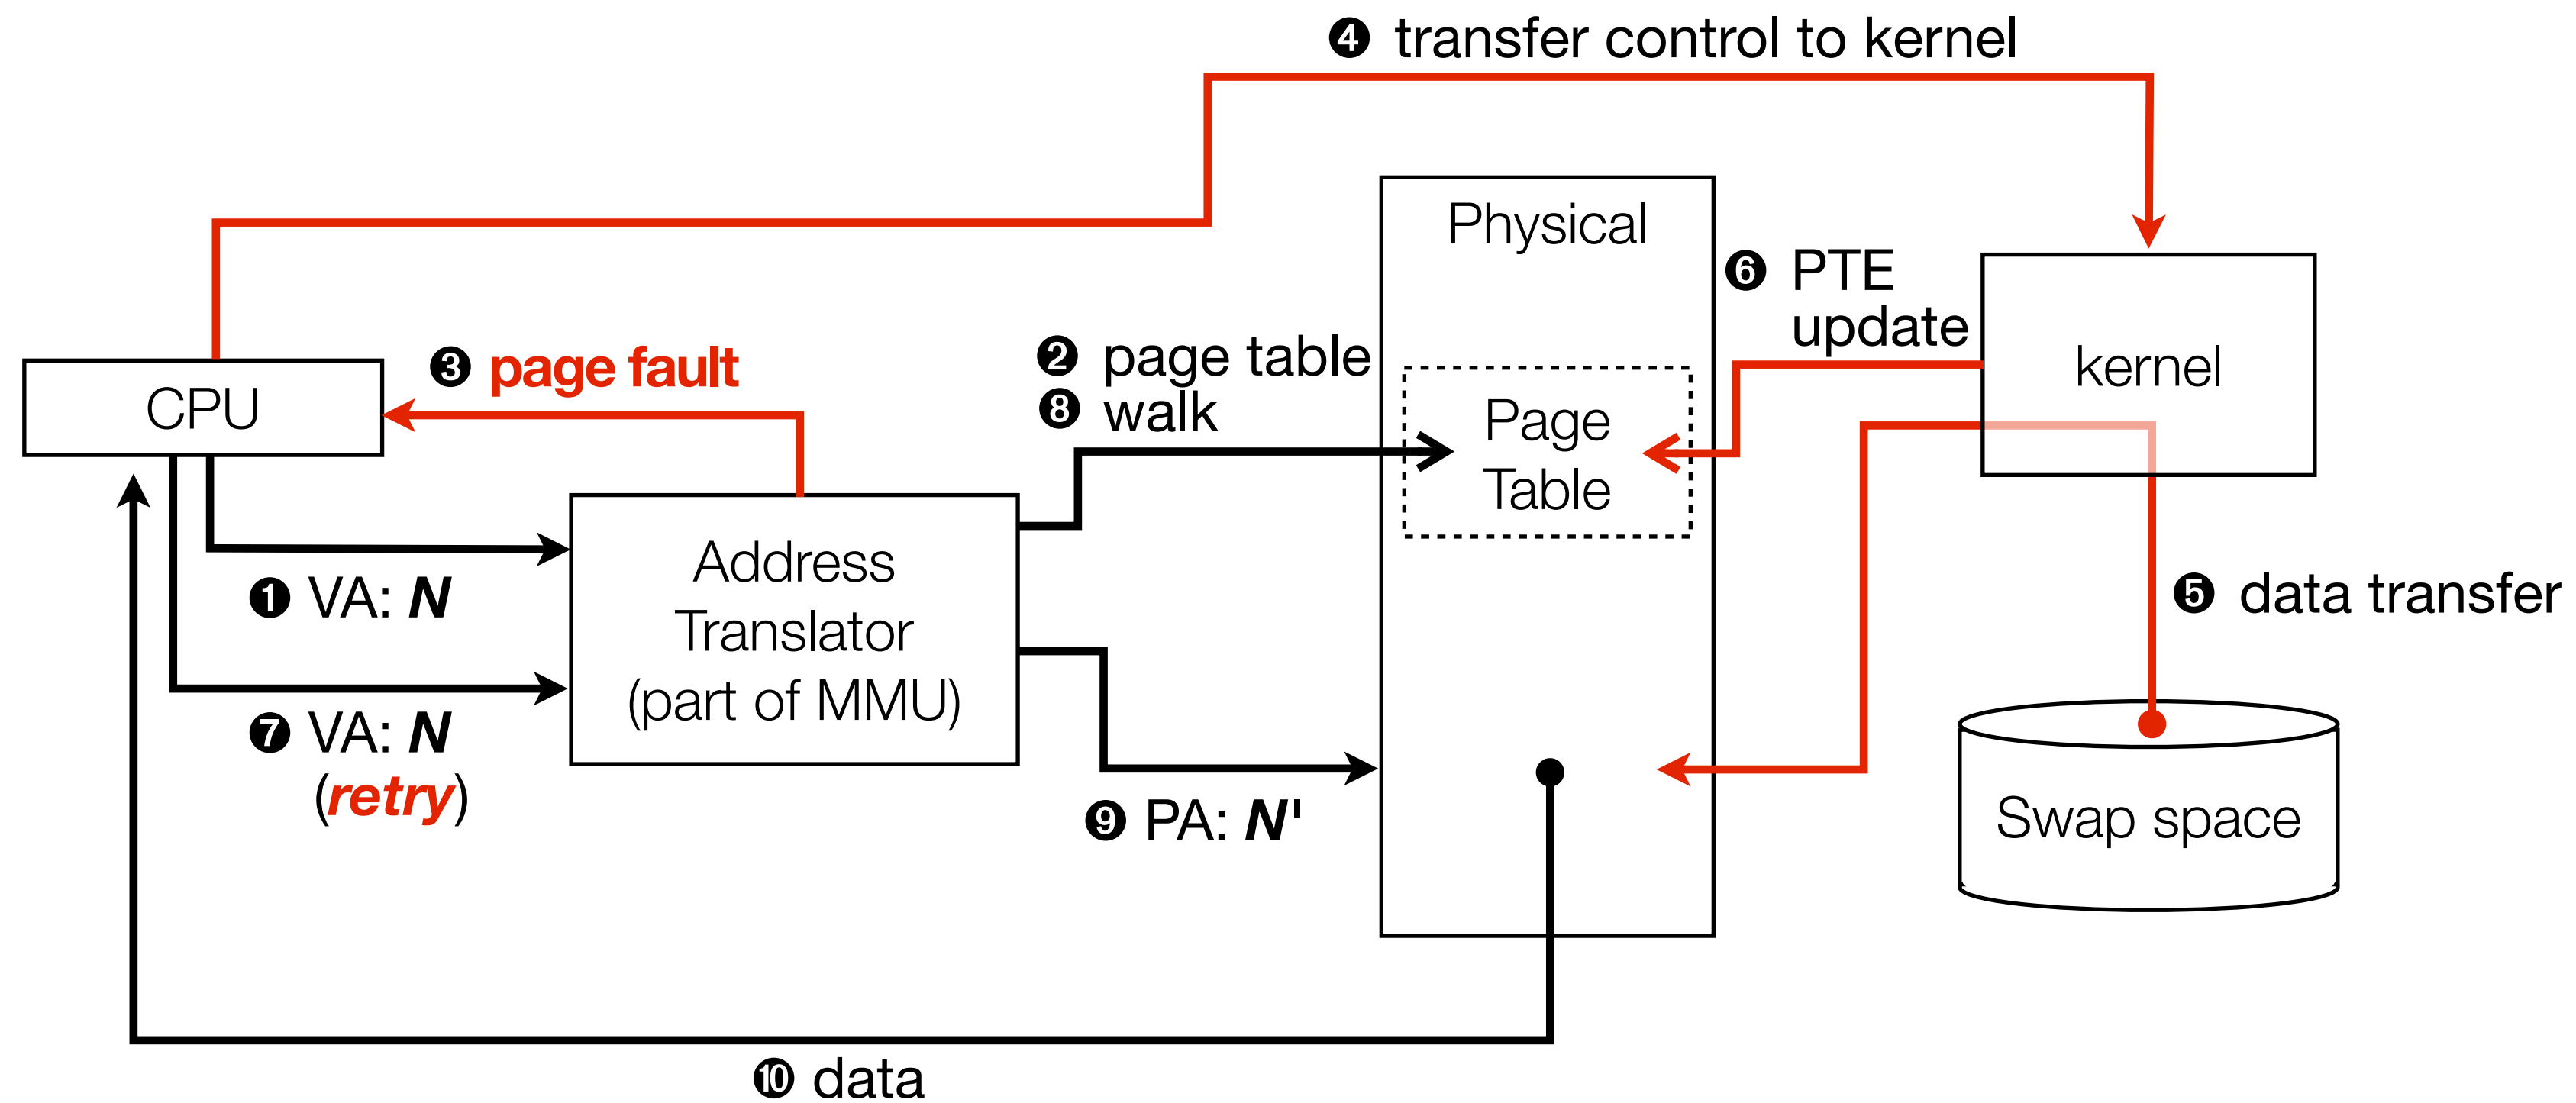 ❹ transfer control to kernel
Physical
❻ PTE
update
kernel
❸ page fault
CPU
❷ page table
❽ walk
Page
Table
❶ VA: N
Address
Translator
(part of MMU)
❺ data transfer
❼ VA: N
(retry)
❾ PA: N'
Swap space
❿ data